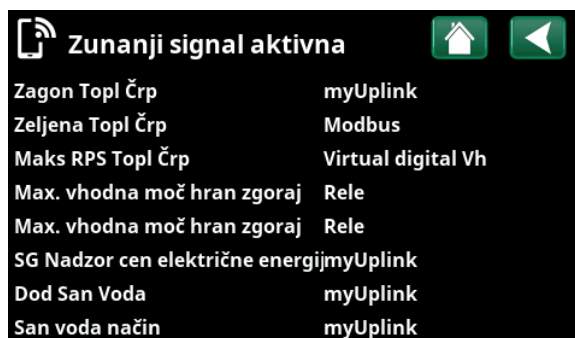 Zunanji signal aktivna
Zagon Topl Črp myUplink
Zeljena Topl Črp Modbus
Maks RPS Topl Črp Virtual digital Vh
Max. vhodna moč hran zgoraj Rele
Max. vhodna moč hran zgoraj Rele
SG Nadzor cen električne energij myUplink
Dod San Voda myUplink
San voda način myUplink